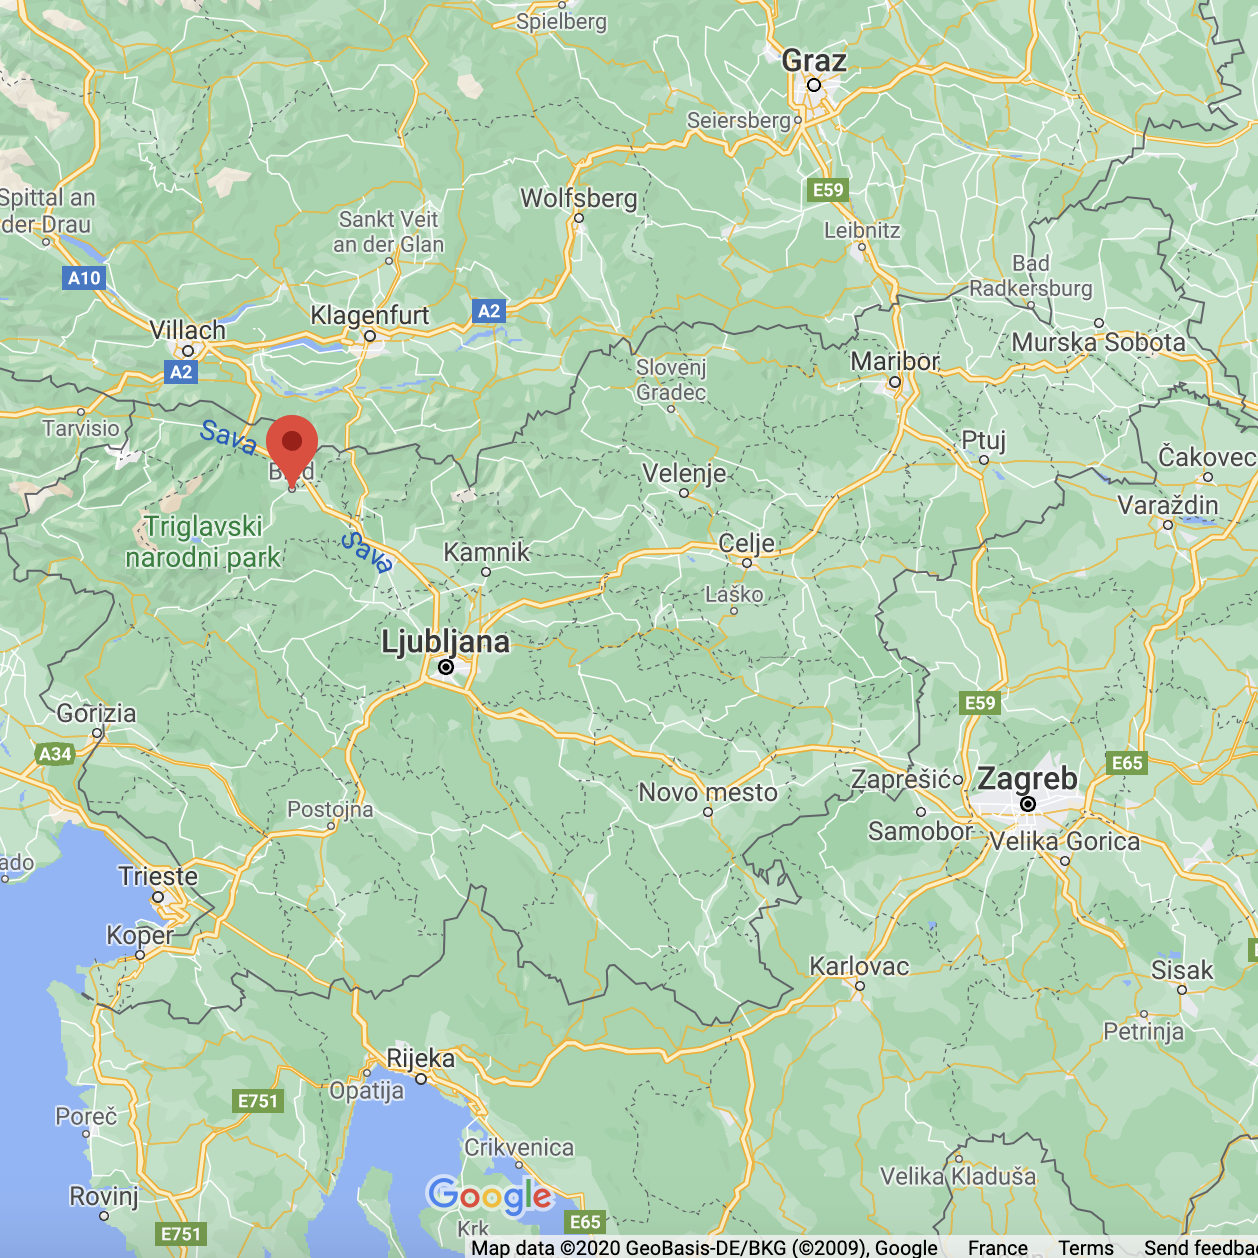 Spielberg
Graz
Seiersberg
Spittal an
der Drau
Wolfsberg
E59
Sankt Veit
an der Glan
Leibnitz
A10
Bad
Radkersburg
Klagenfurt
A2
Villach
A2
Murska Sobota
Maribor
Slovenj
Gradec
Tarvisio
Sava
Ptuj
Čakovec
Velenje
Varaždin
Triglavski
narodni park
Sava
Kamnik
Celje
Laško
Ljubljana
Gorizia
E59
A34
E65
Zaprešić
Zagreb
Novo mesto
Postojna
Samobor
Velika Gorica
ado
Trieste
Koper
Karlovac
Sisak
Petrinja
Rijeka
Opatija
E751
Poreč
Crikvenica
Velika Kladuša
Rovinj
Google
Krk
E65
E751
Map data ©2020 GeoBasis-DE/BKG (©2009), Google France Terms Send feedba